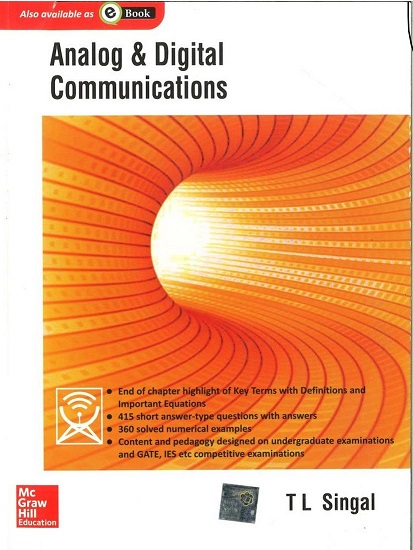 Also available as e Book
Analog & Digital
Communications
• End of chapter highlight of Key Terms with Definitions and
Important Equations
• 415 short answer-type questions with answers
• 360 solved numerical examples
• Content and pedagogy designed on undergraduate examinations
and GATE, IES etc competitive examinations
Mc
Graw
Hill
Education
T L Singal